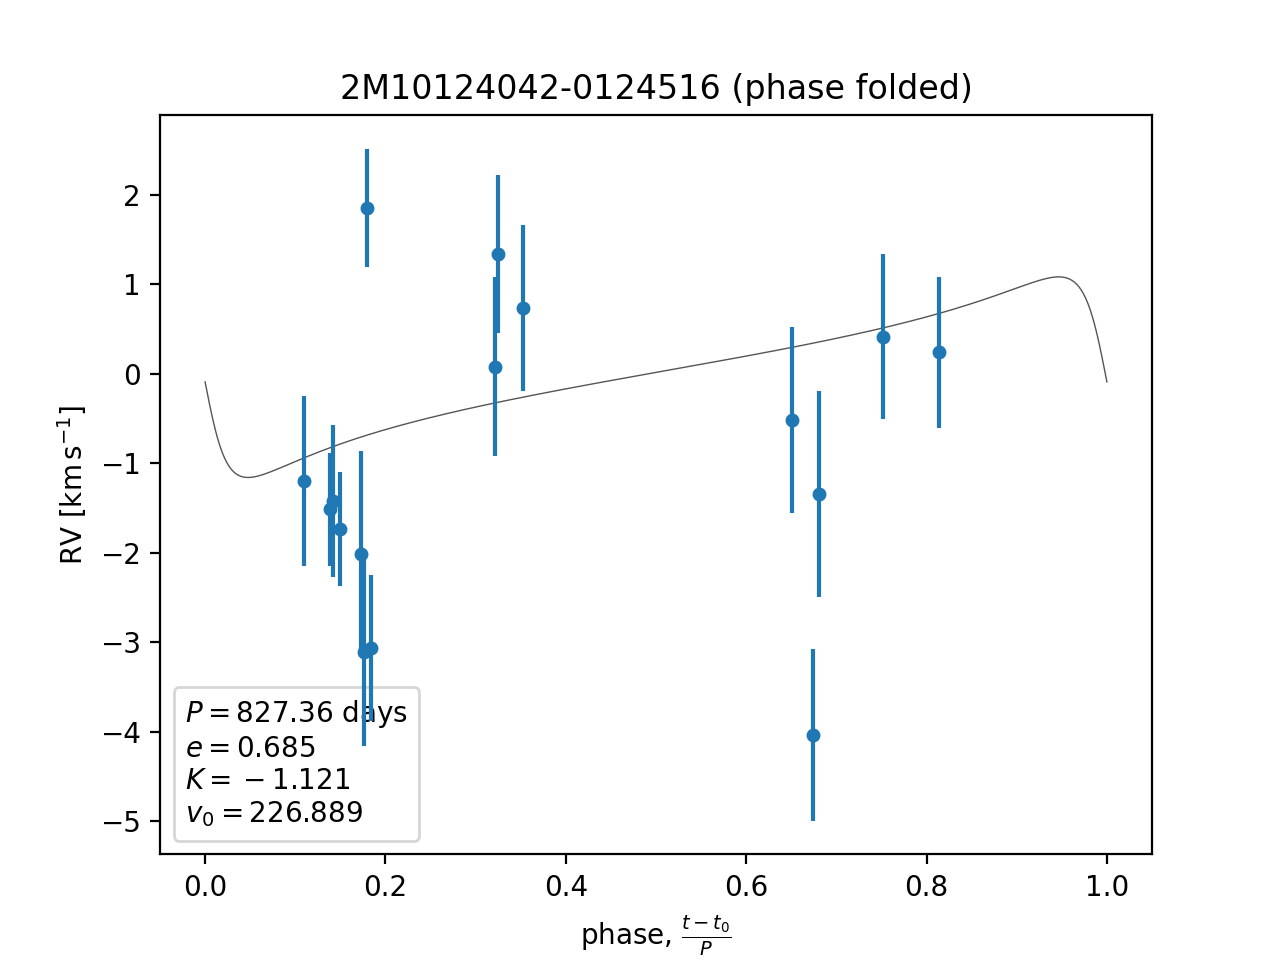 2M10124042-0124516 (phase folded)
RV [km s⁻¹]
2
1
0
−1
−2
−3
−4
−5
P = 827.36 days
e = 0.685
K = −1.121
v₀ = 226.889
0.0 0.2 0.4 0.6 0.8 1.0
phase, (t − t₀)/P